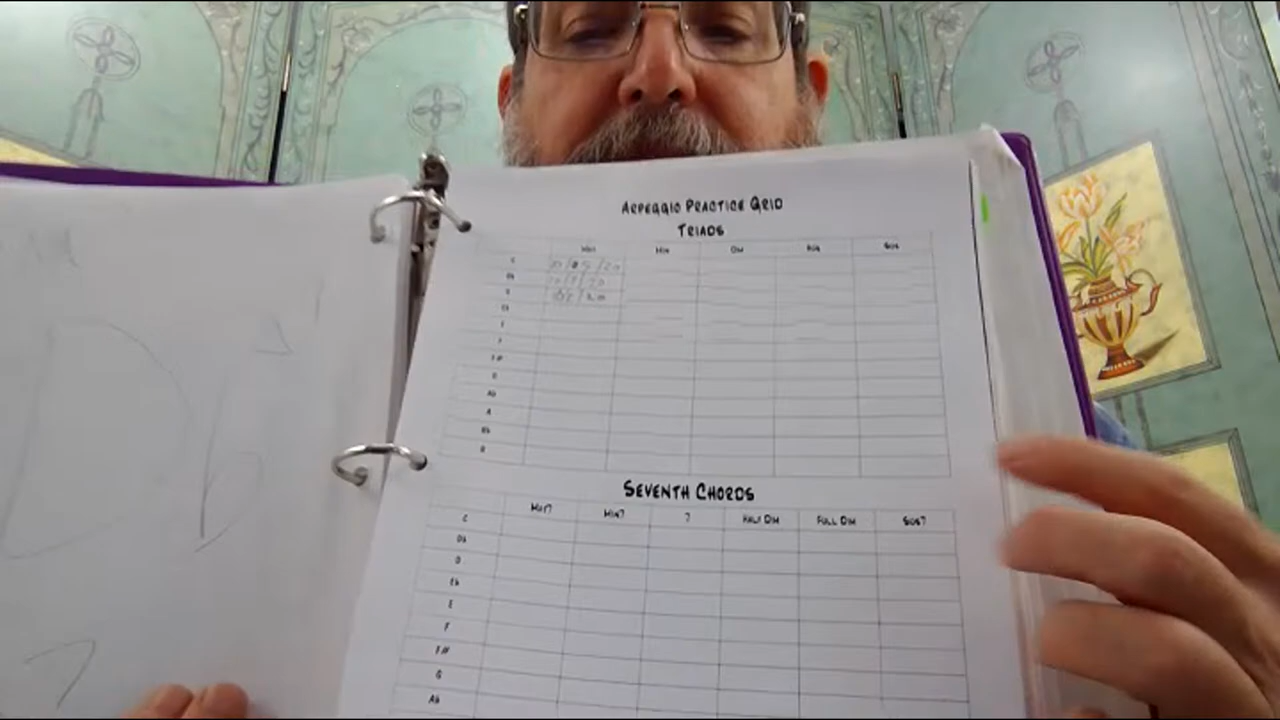 ARPEGGIO PRACTICE GRID
TRIADS
MAJ MIN DIM AUG SUS
C
Db
D
Eb
E
F
F#
G
Ab
A
Bb
B
SEVENTH CHORDS
MAJ7 MIN7 7 HALF DIM FULL DIM SUS7
C
Db
D
Eb
E
F
F#
G
Ab